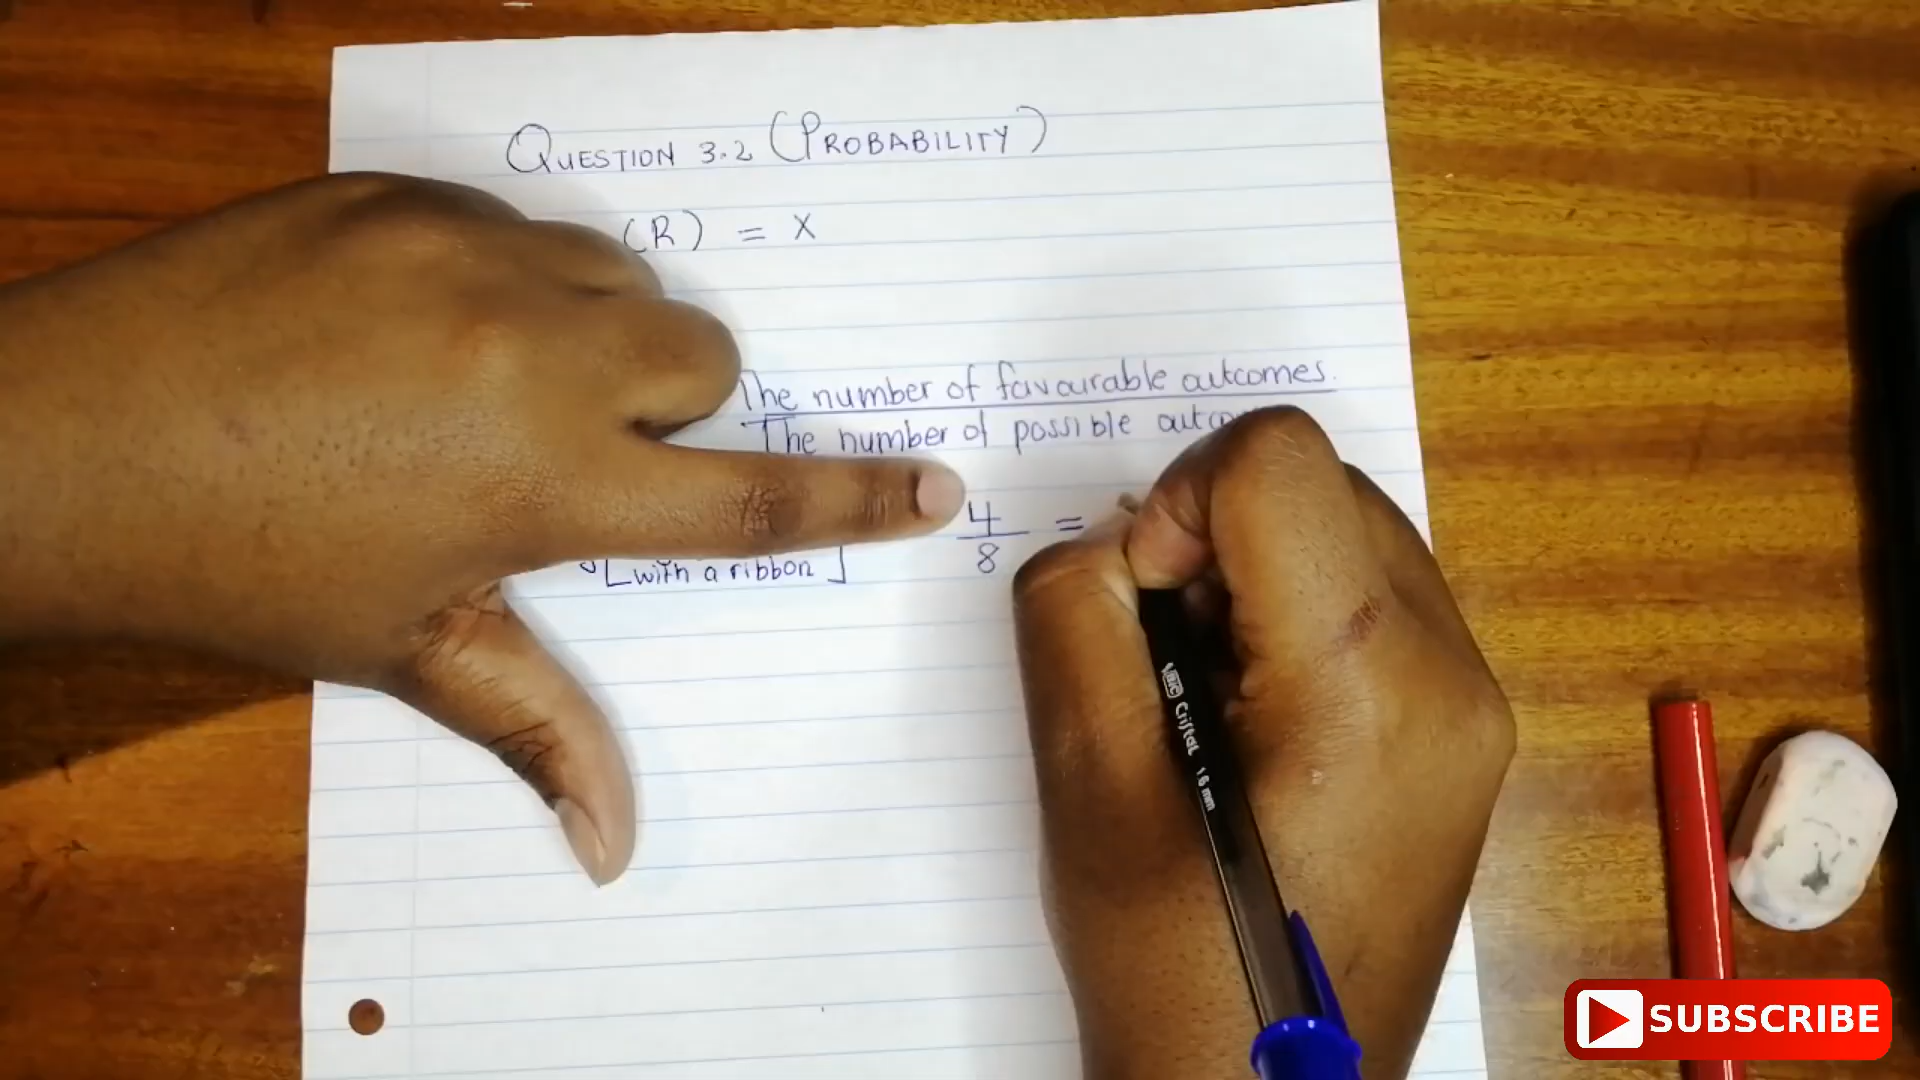 QUESTION 3.2 (PROBABILITY)
(R) = X
The number of favourable outcomes.
The number of possible
4
=
8
[with a ribbon]
BIC Cristal 1.6 mm
SUBSCRIBE